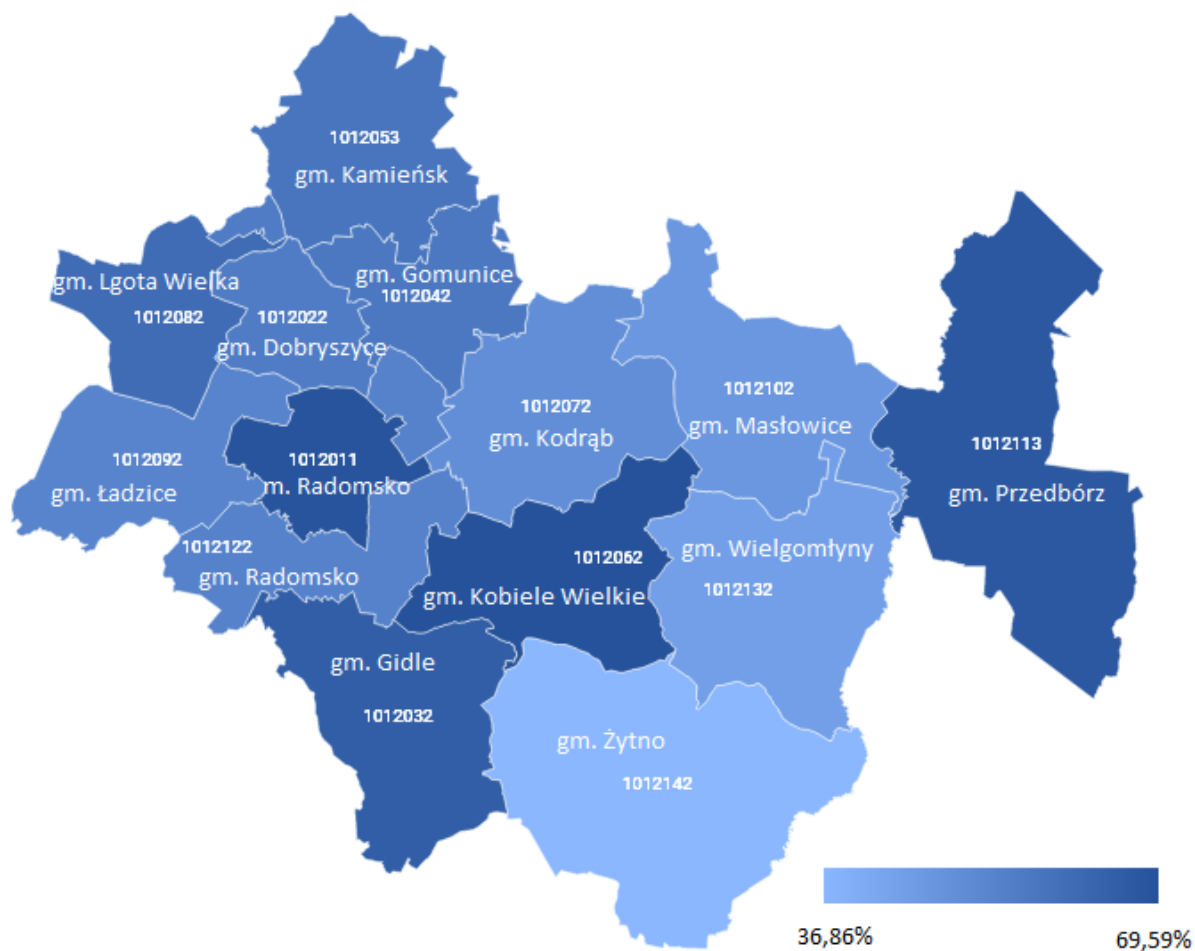 1012053
gm. Kamieńsk
gm. Lgota Wielka
1012082
gm. Gomunice
1012042
1012022
gm. Dobryszyce
1012102
gm. Masłowice
1012072
gm. Kodrąb
1012113
gm. Przedbórz
1012092
gm. Ładzice
1012011
m. Radomsko
1012122
gm. Radomsko
1012062
gm. Kobiele Wielkie
gm. Wielgomłyny
1012132
gm. Gidle
1012032
gm. Żytno
1012142
36,86%
69,59%